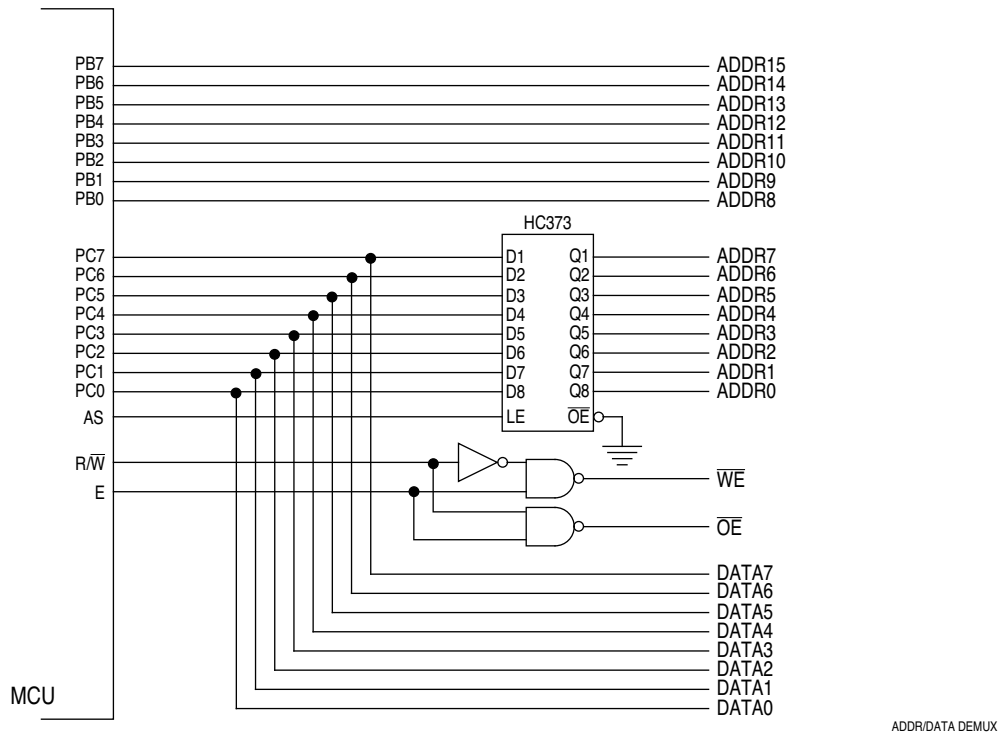 PB7 ADDR15
PB6 ADDR14
PB5 ADDR13
PB4 ADDR12
PB3 ADDR11
PB2 ADDR10
PB1 ADDR9
PB0 ADDR8
HC373
PC7 D1 Q1 ADDR7
PC6 D2 Q2 ADDR6
PC5 D3 Q3 ADDR5
PC4 D4 Q4 ADDR4
PC3 D5 Q5 ADDR3
PC2 D6 Q6 ADDR2
PC1 D7 Q7 ADDR1
PC0 D8 Q8 ADDR0
AS LE O̅E̅
R/W̅
W̅E̅
E
O̅E̅
DATA7
DATA6
DATA5
DATA4
DATA3
DATA2
DATA1
MCU
DATA0
ADDR/DATA DEMUX